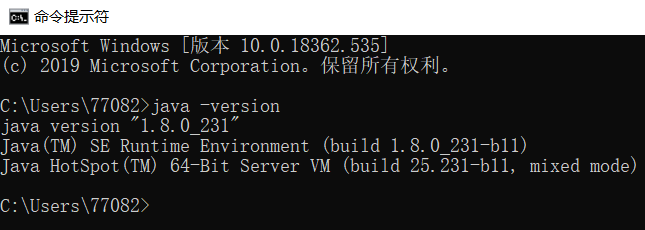 命令提示符
Microsoft Windows [版本 10.0.18362.535]
(c) 2019 Microsoft Corporation。保留所有权利。
C:\Users\77082>java -version
java version "1.8.0_231"
Java(TM) SE Runtime Environment (build 1.8.0_231-b11)
Java HotSpot(TM) 64-Bit Server VM (build 25.231-b11, mixed mode)
C:\Users\77082>